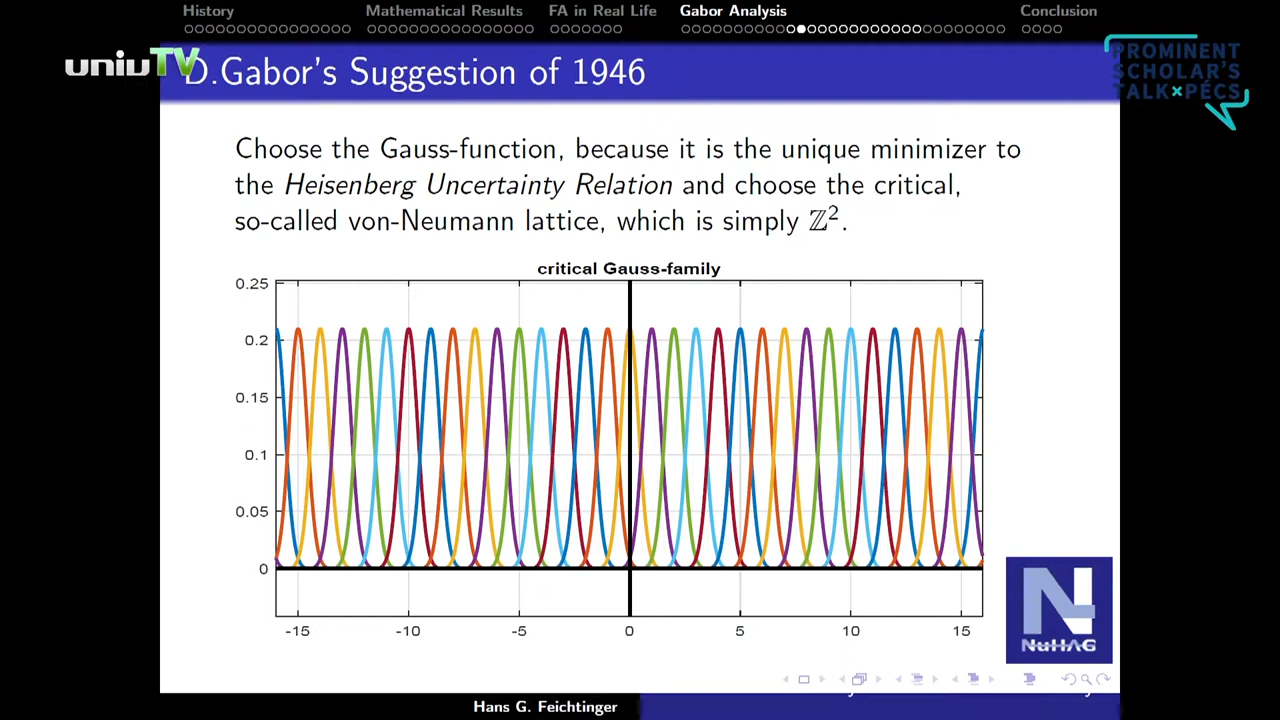 History Mathematical Results FA in Real Life Gabor Analysis Conclusion
univTV
D.Gabor's Suggestion of 1946
PROMINENT
SCHOLAR'S
TALK×PÉCS
Choose the Gauss-function, because it is the unique minimizer to
the Heisenberg Uncertainty Relation and choose the critical,
so-called von-Neumann lattice, which is simply ℤ².
critical Gauss-family
0.25
0.2
0.15
0.1
0.05
0
-15 -10 -5 0 5 10 15
N
NuHAG
Hans G. Feichtinger